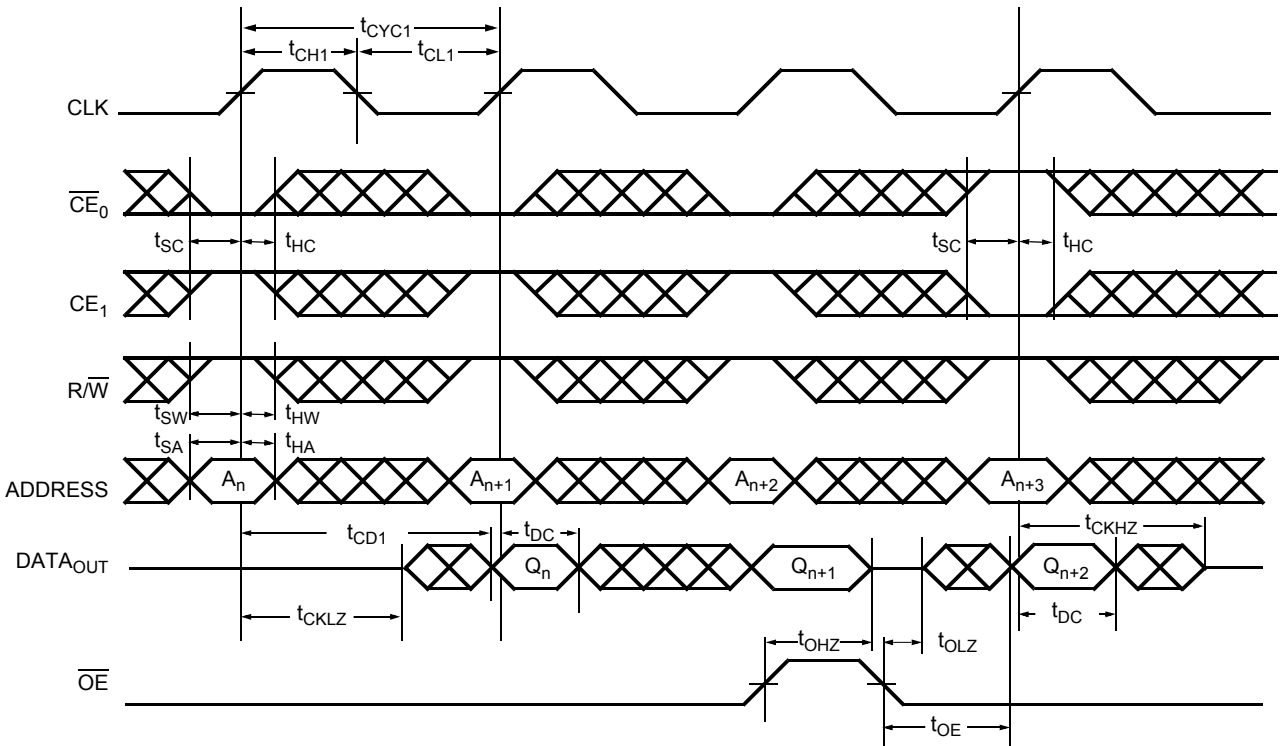 tCYC1
tCH1 tCL1
CLK
CE0
tSC tHC tSC tHC
CE1
R/W
tSW tHW
tSA tHA
ADDRESS An An+1 An+2 An+3
tCD1 tDC tCKHZ
DATAOUT Qn Qn+1 Qn+2
tCKLZ tDC
tOHZ tOLZ
OE
tOE